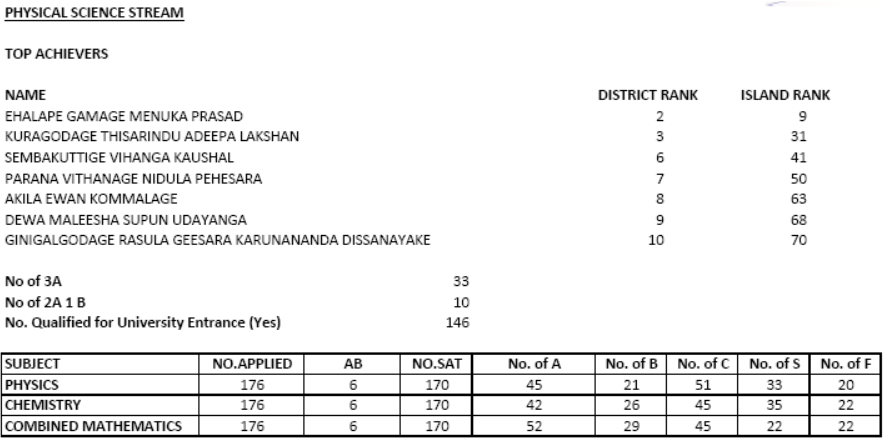 PHYSICAL SCIENCE STREAM
TOP ACHIEVERS
NAME DISTRICT RANK ISLAND RANK
EHALAPE GAMAGE MENUKA PRASAD 2 9
KURAGODAGE THISARINDU ADEEPA LAKSHAN 3 31
SEMBAKUTTIGE VIHANGA KAUSHAL 6 41
PARANA VITHANAGE NIDULA PEHESARA 7 50
AKILA EWAN KOMMALAGE 8 63
DEWA MALEESHA SUPUN UDAYANGA 9 68
GINIGALGODAGE RASULA GEESARA KARUNANANDA DISSANAYAKE 10 70
No of 3A 33
No of 2A 1 B 10
No. Qualified for University Entrance (Yes) 146
SUBJECT NO.APPLIED AB NO.SAT No. of A No. of B No. of C No. of S No. of F
PHYSICS 176 6 170 45 21 51 33 20
CHEMISTRY 176 6 170 42 26 45 35 22
COMBINED MATHEMATICS 176 6 170 52 29 45 22 22